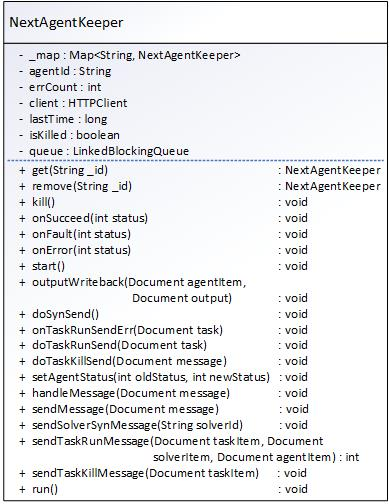 NextAgentKeeper
- _map : Map<String, NextAgentKeeper>
- agentId : String
- errCount : int
- client : HTTPClient
- lastTime : long
- isKilled : boolean
- queue : LinkedBlockingQueue
+ get(String _id) : NextAgentKeeper
+ remove(String _id) : NextAgentKeeper
+ kill() : void
+ onSucceed(int status) : void
+ onFault(int status) : void
+ onError(int status) : void
+ start() : void
+ outputWriteback(Document agentItem,
Document output) : void
+ doSynSend() : void
+ onTaskRunSendErr(Document task) : void
+ doTaskRunSend(Document task) : void
+ doTaskKillSend(Document message) : void
+ setAgentStatus(int oldStatus, int newStatus) : void
+ handleMessage(Document message) : void
+ sendMessage(Document message) : void
+ sendSolverSynMessage(String solverId) : void
+ sendTaskRunMessage(Document taskItem, Document
solverItem, Document agentItem) : int
+ sendTaskKillMessage(Document taskItem) : void
+ run() : void